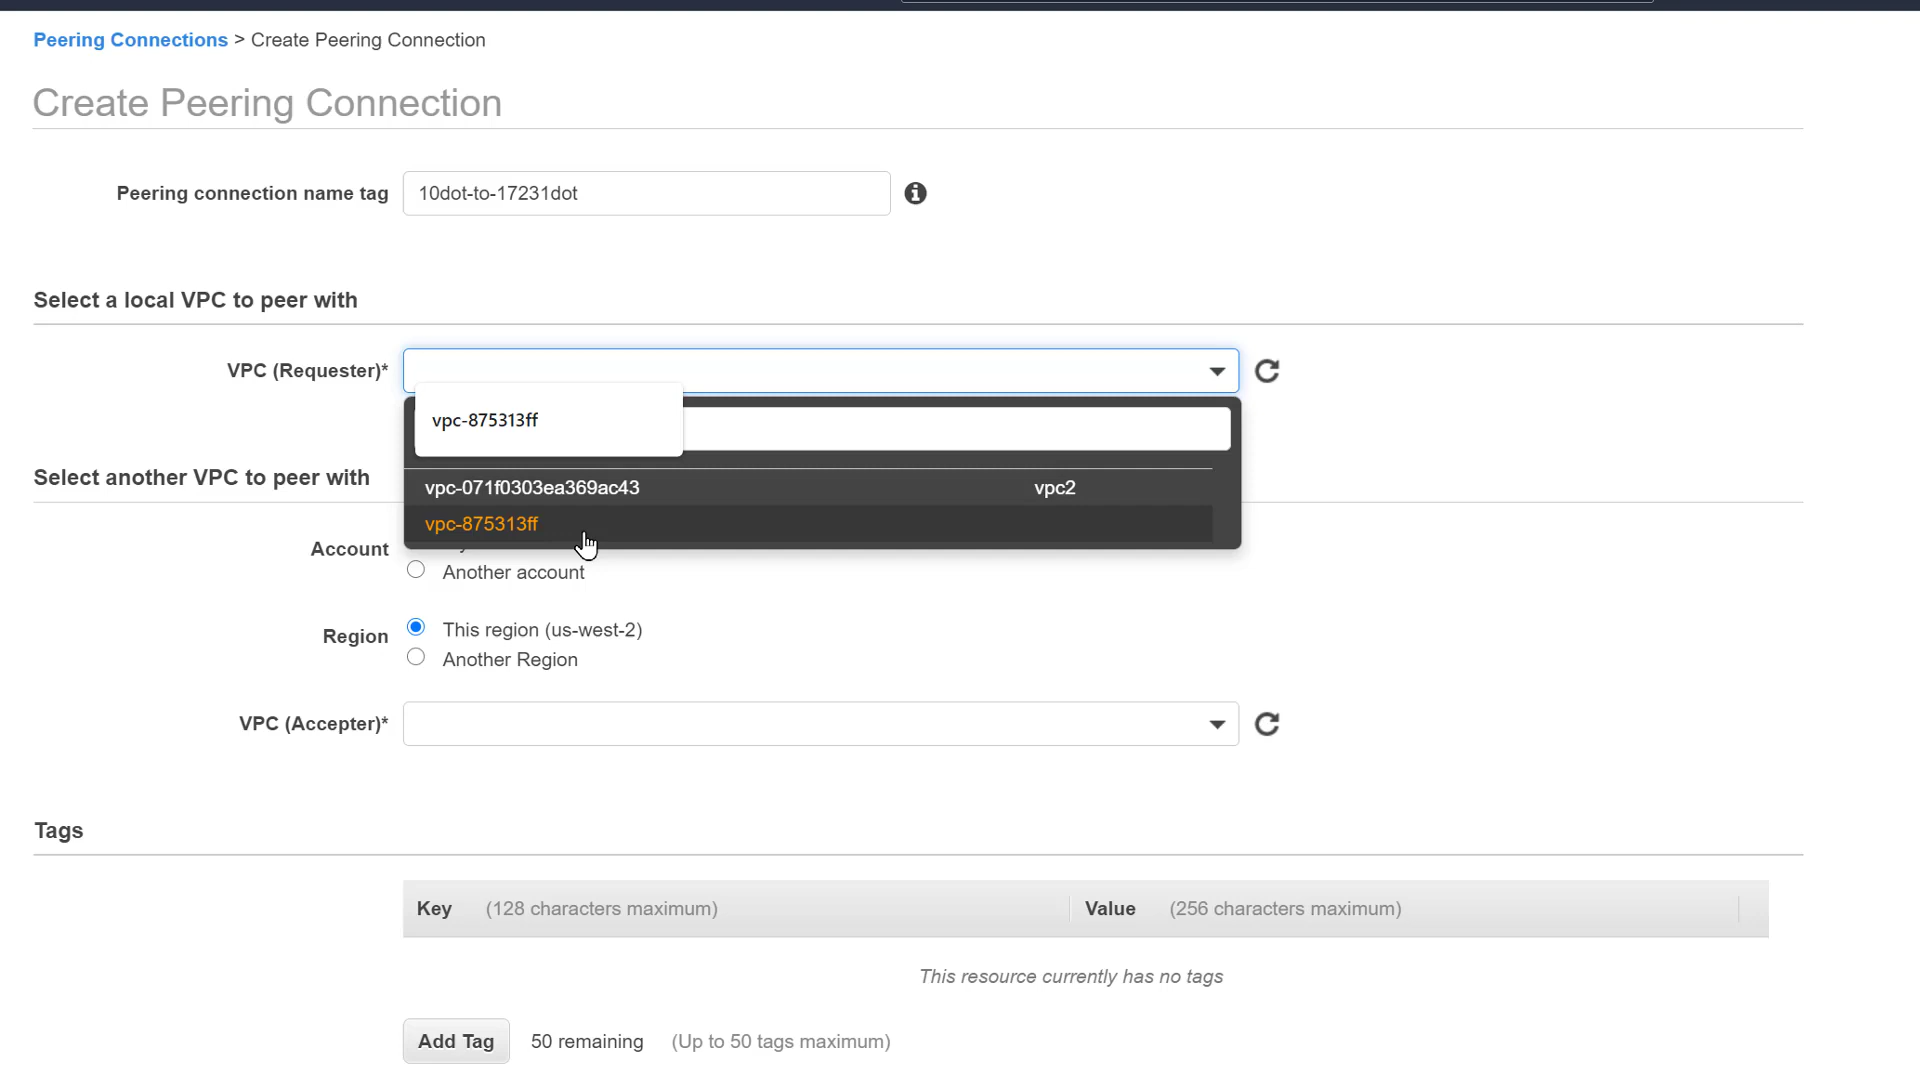 Peering Connections > Create Peering Connection
Create Peering Connection
Peering connection name tag 10dot-to-17231dot
Select a local VPC to peer with
VPC (Requester)*
vpc-875313ff
vpc-071f0303ea369ac43 vpc2
vpc-875313ff
Select another VPC to peer with
Account
Another account
Region
This region (us-west-2)
Another Region
VPC (Accepter)*
Tags
Key (128 characters maximum) Value (256 characters maximum)
This resource currently has no tags
Add Tag 50 remaining (Up to 50 tags maximum)